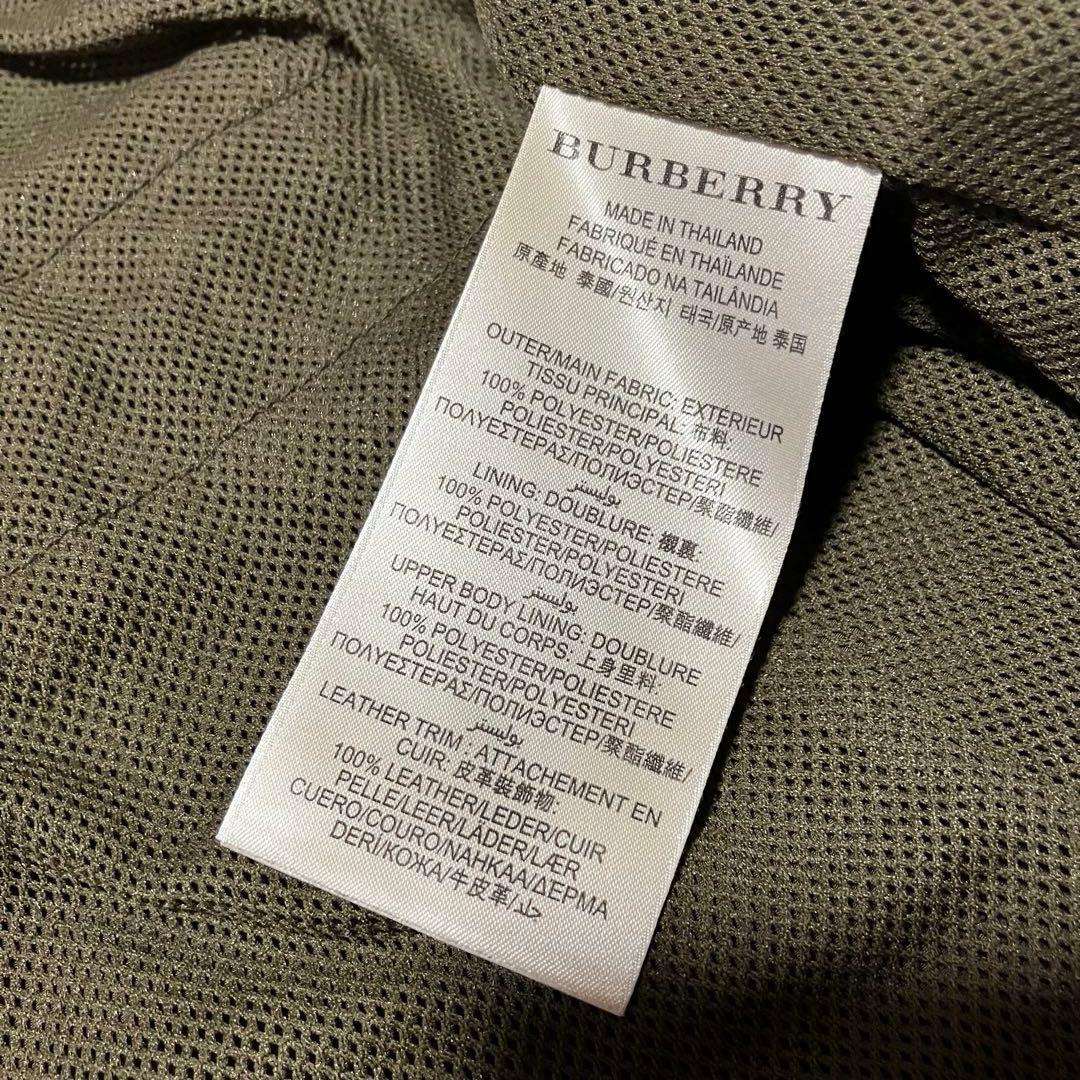 BURBERRY
MADE IN THAILAND
FABRIQUÉ EN THAÏLANDE
FABRICADO NA TAILÂNDIA
原產地 泰國/원산지 태국/原产地 泰国
OUTER/MAIN FABRIC: EXTÉRIEUR
TISSU PRINCIPAL 布料:
100% POLYESTER/POLIESTERE
POLIESTER/POLYESTERI
ΠΟΛΥΕΣΤΕΡΑΣ/ПОЛИЭСТЕР/聚酯纖維/
بوليستر
LINING: DOUBLURE: 襯裏:
100% POLYESTER/POLIESTERE
POLIESTER/POLYESTERI
ΠΟΛΥΕΣΤΕΡΑΣ/ПОЛИЭСТЕР/聚酯纖維/
بوليستر
UPPER BODY LINING: DOUBLURE
HAUT DU CORPS: 上身里料:
100% POLYESTER/POLIESTERE
POLIESTER/POLYESTERI
ΠΟΛΥΕΣΤΕΡΑΣ/ПОЛИЭСТЕР/聚酯纖維/
بوليستر
LEATHER TRIM : ATTACHEMENT EN
CUIR: 皮革裝飾物:
100% LEATHER/LEDER/CUIR
PELLE/LEER/LÄDER/LÆR
CUERO/COURO/NAHKAA/ΔΕΡΜΑ
DERİ/КОЖА/牛皮革/جلد